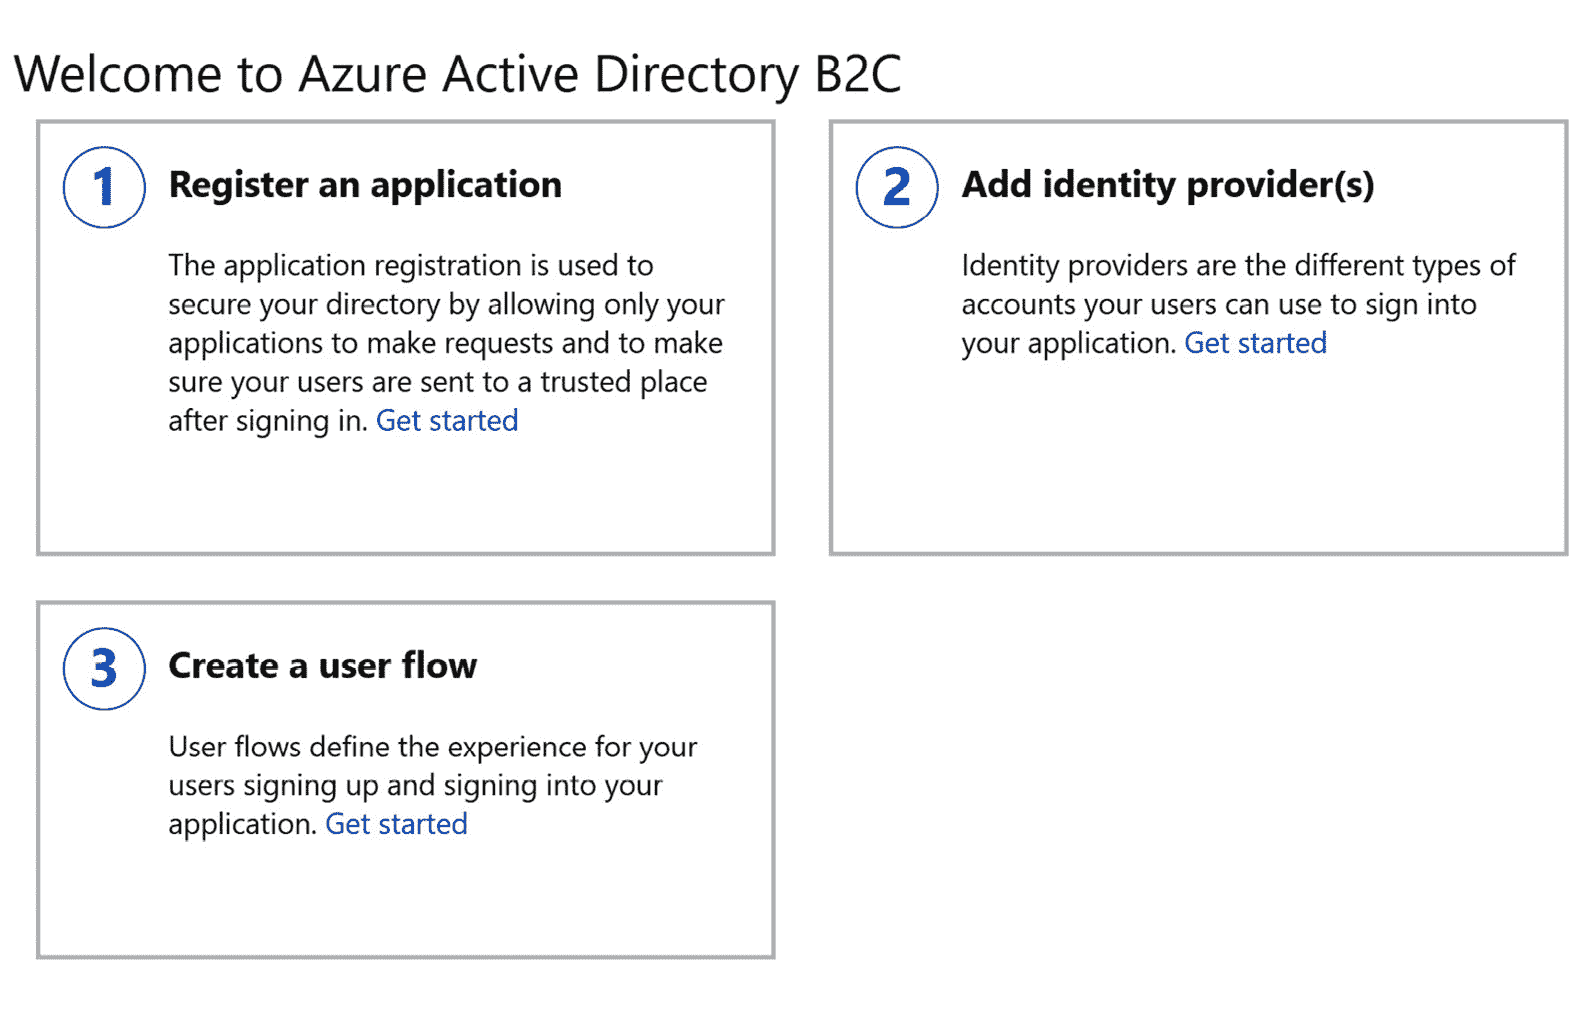 Welcome to Azure Active Directory B2C
1
Register an application
The application registration is used to
secure your directory by allowing only your
applications to make requests and to make
sure your users are sent to a trusted place
after signing in. Get started
2
Add identity provider(s)
Identity providers are the different types of
accounts your users can use to sign into
your application. Get started
3
Create a user flow
User flows define the experience for your
users signing up and signing into your
application. Get started